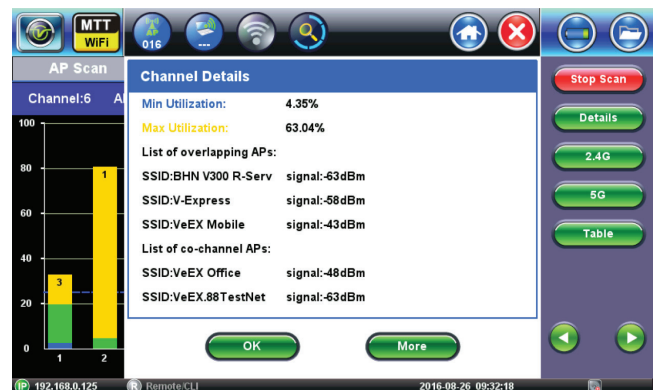 MTT
WiFi
016
---
AP Scan
Channel:6
Channel Details
Min Utilization: 4.35%
Max Utilization: 63.04%
List of overlapping APs:
SSID:BHN V300 R-Serv signal:-63dBm
SSID:V-Express signal:-58dBm
SSID:VeEX Mobile signal:-43dBm
List of co-channel APs:
SSID:VeEX Office signal:-48dBm
SSID:VeEX.88TestNet signal:-63dBm
OK More
100
80
60
40
20
0
3
1
1 2
Stop Scan
Details
2.4G
5G
Table
IP 192.168.0.125 R Remote/CLI 2016-08-26 09:32:18